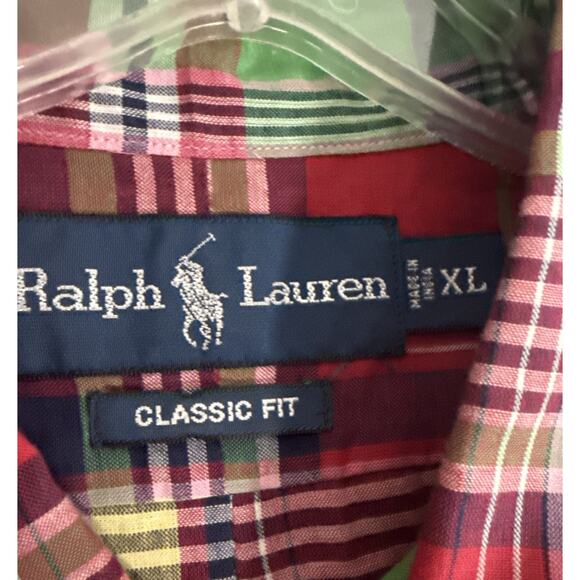 Ralph Lauren
MADE IN
INDIA
XL
CLASSIC FIT